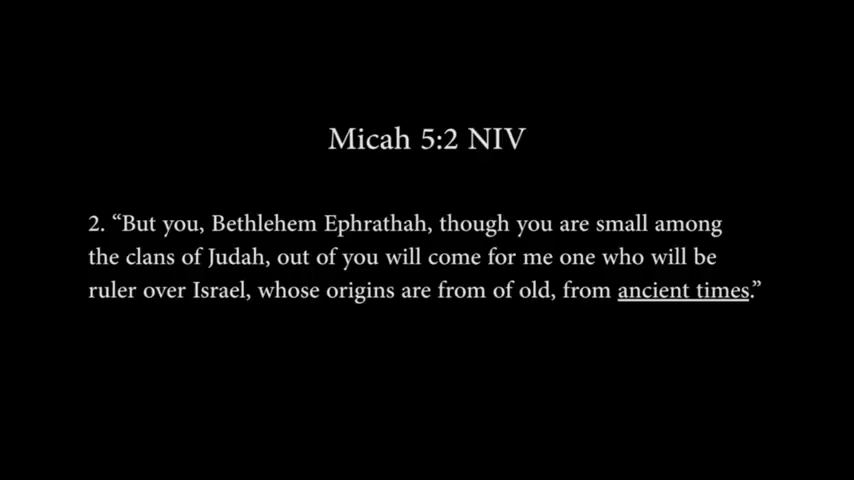 Micah 5:2 NIV
2. “But you, Bethlehem Ephrathah, though you are small among
the clans of Judah, out of you will come for me one who will be
ruler over Israel, whose origins are from of old, from ancient times.”